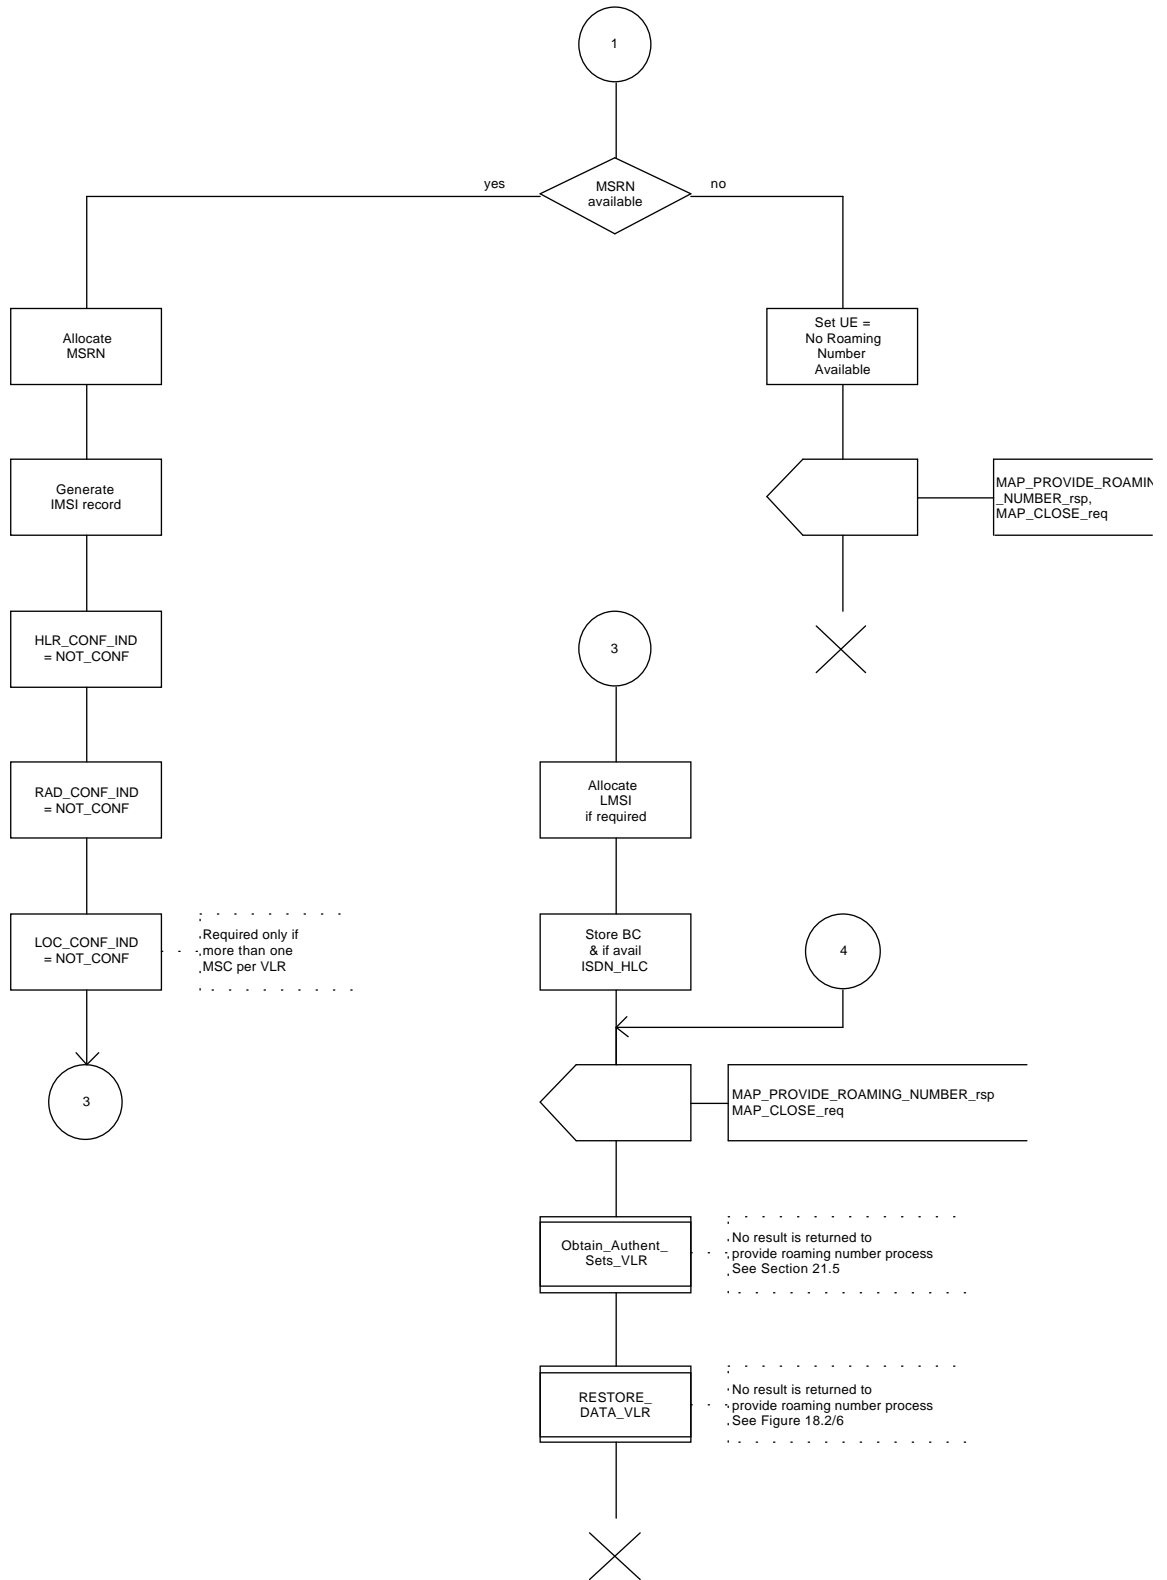 1
yes
MSRN
available
no
Allocate
MSRN
Set UE =
No Roaming
Number
Available
Generate
IMSI record
MAP_PROVIDE_ROAMIN
_NUMBER_rsp,
MAP_CLOSE_req
HLR_CONF_IND
= NOT_CONF
3
RAD_CONF_IND
= NOT_CONF
Allocate
LMSI
if required
LOC_CONF_IND
= NOT_CONF
Required only if
more than one
MSC per VLR
Store BC
& if avail
ISDN_HLC
4
3
MAP_PROVIDE_ROAMING_NUMBER_rsp
MAP_CLOSE_req
Obtain_Authent_
Sets_VLR
No result is returned to
provide roaming number process
See Section 21.5
RESTORE_
DATA_VLR
No result is returned to
provide roaming number process
See Figure 18.2/6